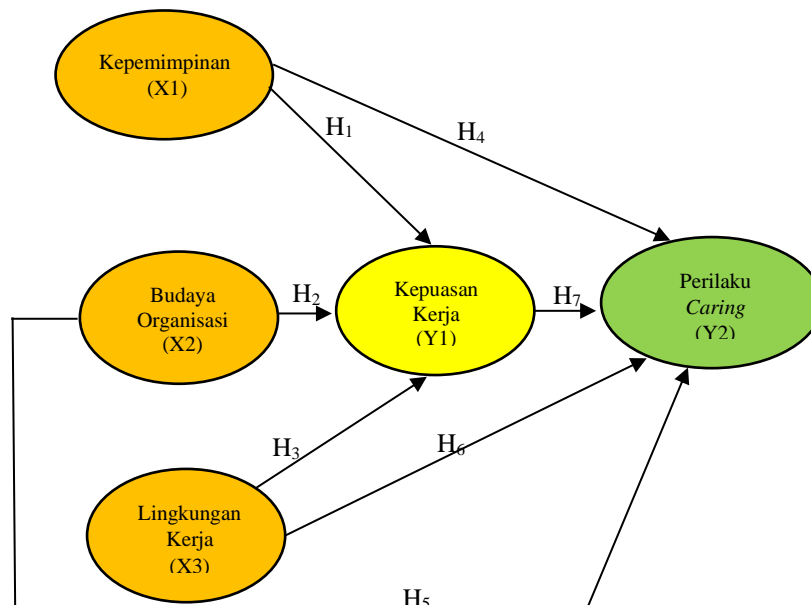 Kepemimpinan
(X1)
H₁
H₄
Budaya
Organisasi
(X2)
H₂
Kepuasan
Kerja
(Y1)
H₇
Perilaku
Caring
(Y2)
H₃
H₆
Lingkungan
Kerja
(X3)
H₅